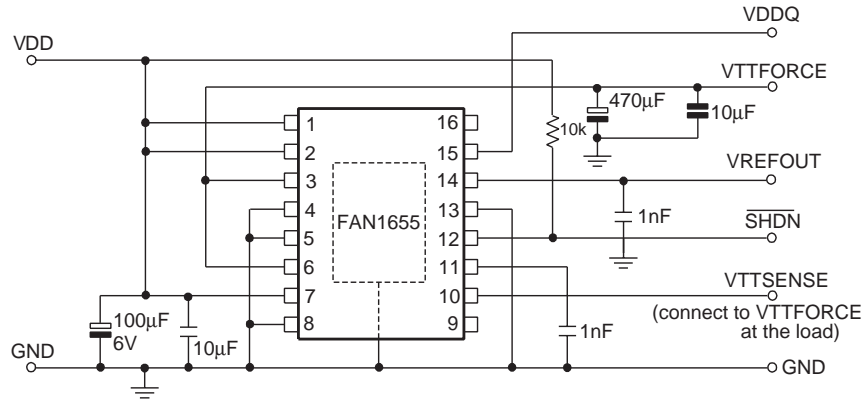 VDDQ
VDD
VTTFORCE
470µF
10µF
1
16
10k
2
15
3
14
VREFOUT
4
13
FAN1655
1nF
5
12
SHDN
6
11
7
10
VTTSENSE
(connect to VTTFORCE
at the load)
100µF
6V
10µF
8
9
1nF
GND
GND